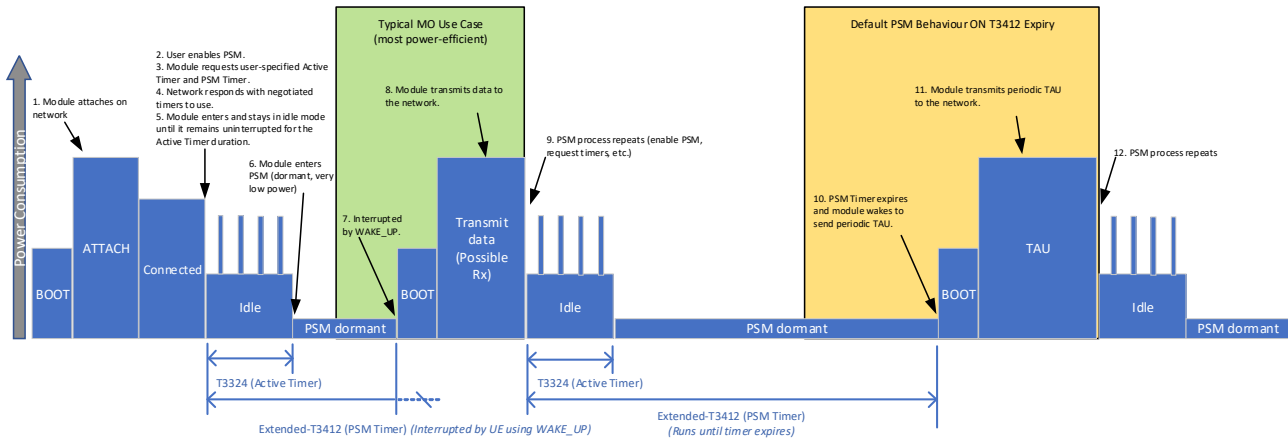 Typical MO Use Case
(most power-efficient)
Default PSM Behaviour ON T3412 Expiry
Power Consumption
1. Module attaches on
network
2. User enables PSM.
3. Module requests user-specified Active
Timer and PSM Timer.
4. Network responds with negotiated
timers to use.
5. Module enters and stays in idle mode
until it remains uninterrupted for the
Active Timer duration.
6. Module enters
PSM (dormant, very
low power)
7. Interrupted
by WAKE_UP.
8. Module transmits data to
the network.
9. PSM process repeats (enable PSM,
request timers, etc.)
10. PSM Timer expires
and module wakes to
send periodic TAU.
11. Module transmits periodic TAU
to the network.
12. PSM process repeats
BOOT
ATTACH
Connected
Idle
PSM dormant
BOOT
Transmit
data
(Possible
Rx)
Idle
PSM dormant
BOOT
TAU
Idle
PSM dormant
T3324 (Active Timer)
T3324 (Active Timer)
Extended-T3412 (PSM Timer) (Interrupted by UE using WAKE_UP)
Extended-T3412 (PSM Timer)
(Runs until timer expires)